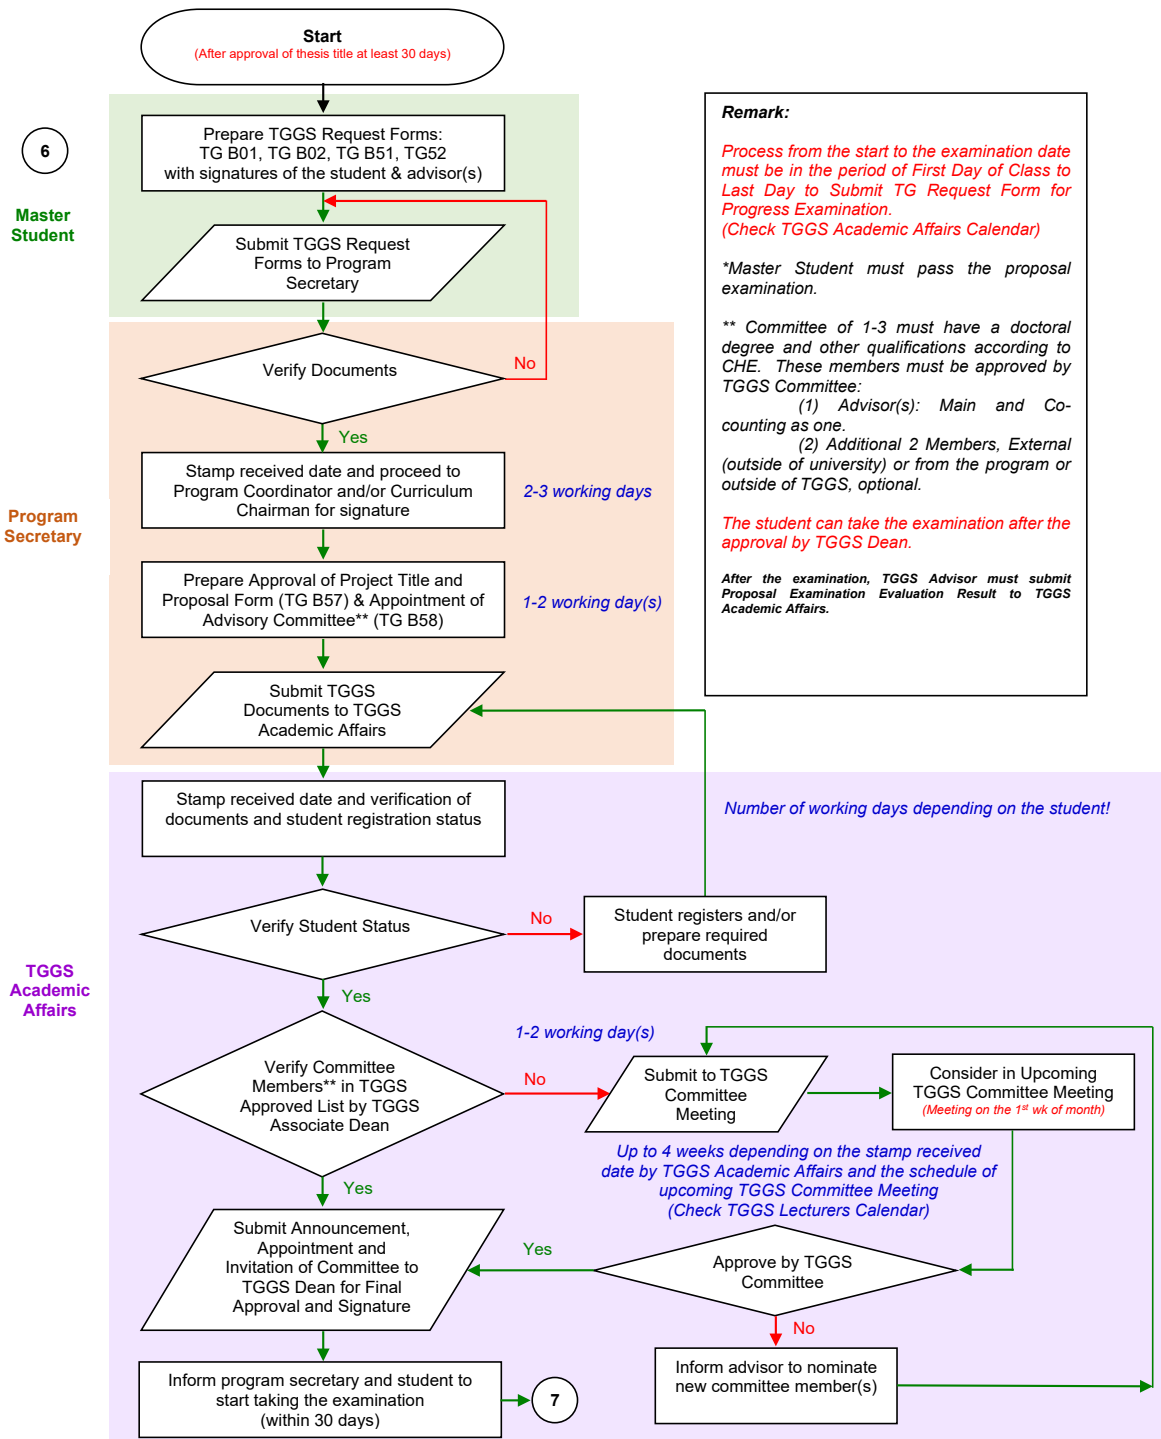 Start
(After approval of thesis title at least 30 days)
6
Master
Student
Prepare TGGS Request Forms:
TG B01, TG B02, TG B51, TG52
with signatures of the student & advisor(s)
Submit TGGS Request
Forms to Program
Secretary
Remark:
Process from the start to the examination date
must be in the period of First Day of Class to
Last Day to Submit TG Request Form for
Progress Examination.
(Check TGGS Academic Affairs Calendar)
*Master Student must pass the proposal
examination.
** Committee of 1-3 must have a doctoral
degree and other qualifications according to
CHE. These members must be approved by
TGGS Committee:
(1) Advisor(s): Main and Co-
counting as one.
(2) Additional 2 Members, External
(outside of university) or from the program or
outside of TGGS, optional.
The student can take the examination after the
approval by TGGS Dean.
After the examination, TGGS Advisor must submit
Proposal Examination Evaluation Result to TGGS
Academic Affairs.
Verify Documents
No
Yes
Program
Secretary
Stamp received date and proceed to
Program Coordinator and/or Curriculum
Chairman for signature
2-3 working days
Prepare Approval of Project Title and
Proposal Form (TG B57) & Appointment of
Advisory Committee** (TG B58)
1-2 working day(s)
Submit TGGS
Documents to TGGS
Academic Affairs
Stamp received date and verification of
documents and student registration status
Number of working days depending on the student!
Verify Student Status
No
Student registers and/or
prepare required
documents
Yes
TGGS
Academic
Affairs
1-2 working day(s)
Verify Committee
Members** in TGGS
Approved List by TGGS
Associate Dean
No
Submit to TGGS
Committee
Meeting
Consider in Upcoming
TGGS Committee Meeting
(Meeting on the 1st wk of month)
Up to 4 weeks depending on the stamp received
date by TGGS Academic Affairs and the schedule of
upcoming TGGS Committee Meeting
(Check TGGS Lecturers Calendar)
Yes
Submit Announcement,
Appointment and
Invitation of Committee to
TGGS Dean for Final
Approval and Signature
Yes
Approve by TGGS
Committee
No
Inform advisor to nominate
new committee member(s)
Inform program secretary and student to
start taking the examination
(within 30 days)
7